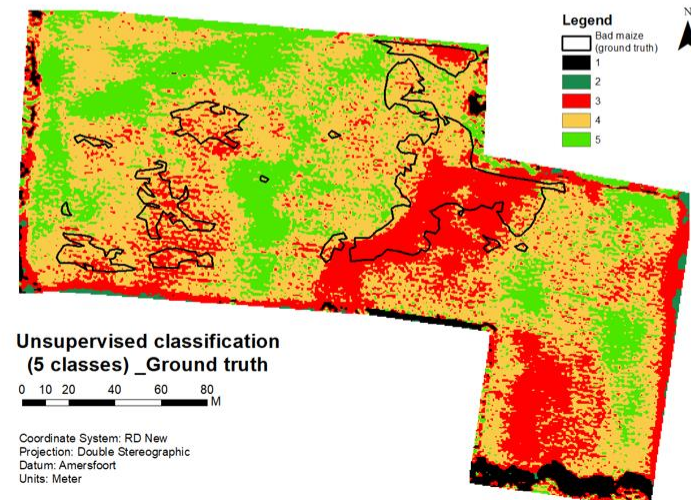 N
Legend
Bad maize
(ground truth)
1
2
3
4
5
Unsupervised classification
(5 classes) _Ground truth
0 10 20 40 60 80
M
Coordinate System: RD New
Projection: Double Stereographic
Datum: Amersfoort
Units: Meter